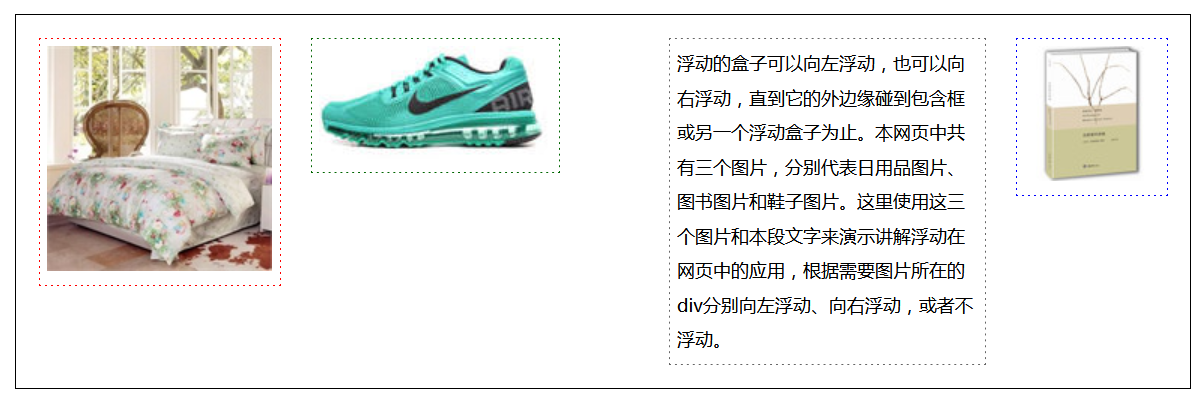 浮动的盒子可以向左浮动，也可以向
右浮动，直到它的外边缘碰到包含框
或另一个浮动盒子为止。本网页中共
有三个图片，分别代表日用品图片、
图书图片和鞋子图片。这里使用这三
个图片和本段文字来演示讲解浮动在
网页中的应用，根据需要图片所在的
div分别向左浮动、向右浮动，或者不
浮动。
AIR